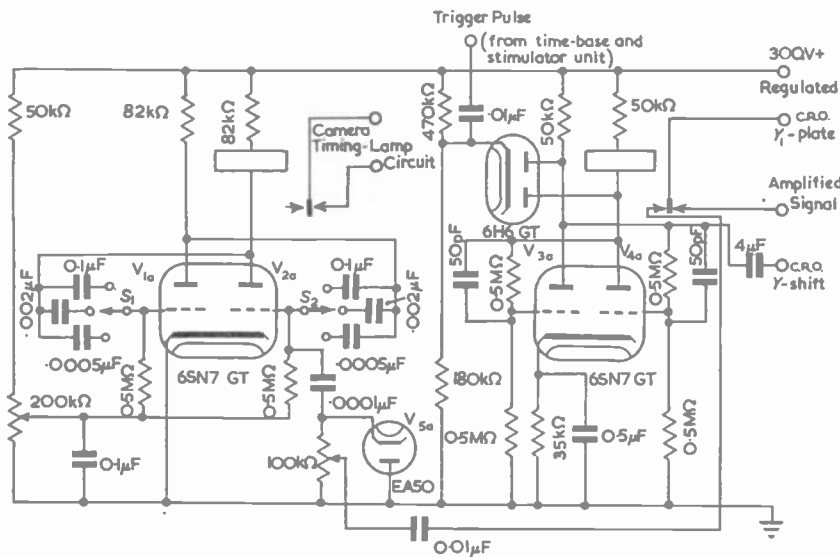 Trigger Pulse
(from time-base and
stimulator unit)
300V+
Regulated
50kΩ
82kΩ
82kΩ
Camera
Timing-Lamp
Circuit
470kΩ
·01μF
50kΩ
50kΩ
C.R.O.
Y1-plate
Amplified
Signal
6H6 GT
0·1μF
V1a
V2a
0·1μF
50pF
V3a
V4a
50pF
4μF
C.R.O.
Y-shift
·002μF
S1
S2
·002μF
0·5MΩ
0·5MΩ
·0005μF
·0005μF
6SN7 GT
6SN7 GT
200kΩ
0·5MΩ
0·5MΩ
·0001μF
180kΩ
V5a
0·1μF
100kΩ
EA50
0·5MΩ
35kΩ
0·5μF
0·5MΩ
0·01μF